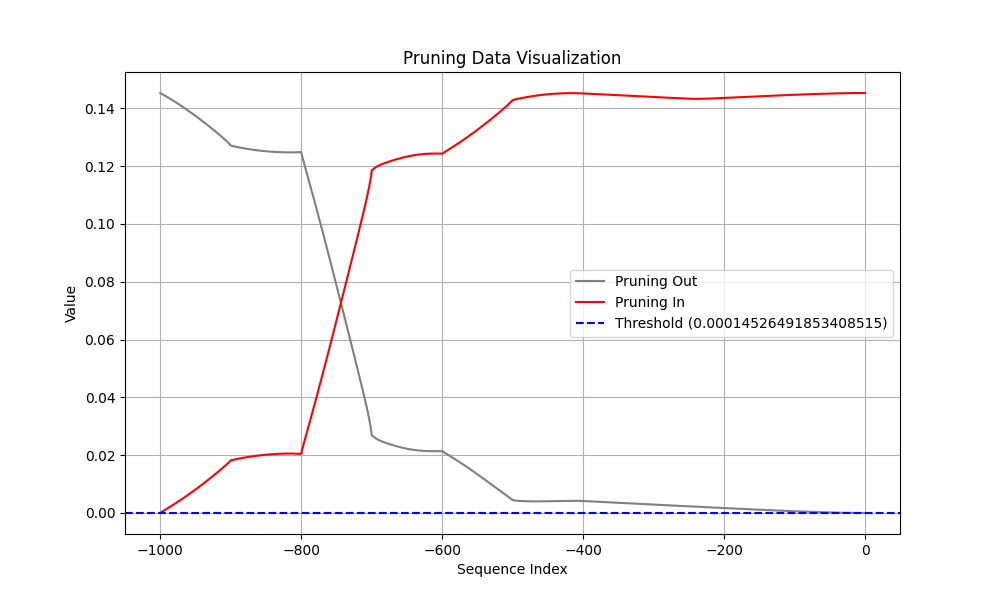 Pruning Data Visualization
Value
0.14
0.12
0.10
0.08
0.06
0.04
0.02
0.00
Pruning Out
Pruning In
Threshold (0.00014526491853408515)
−1000 −800 −600 −400 −200 0
Sequence Index